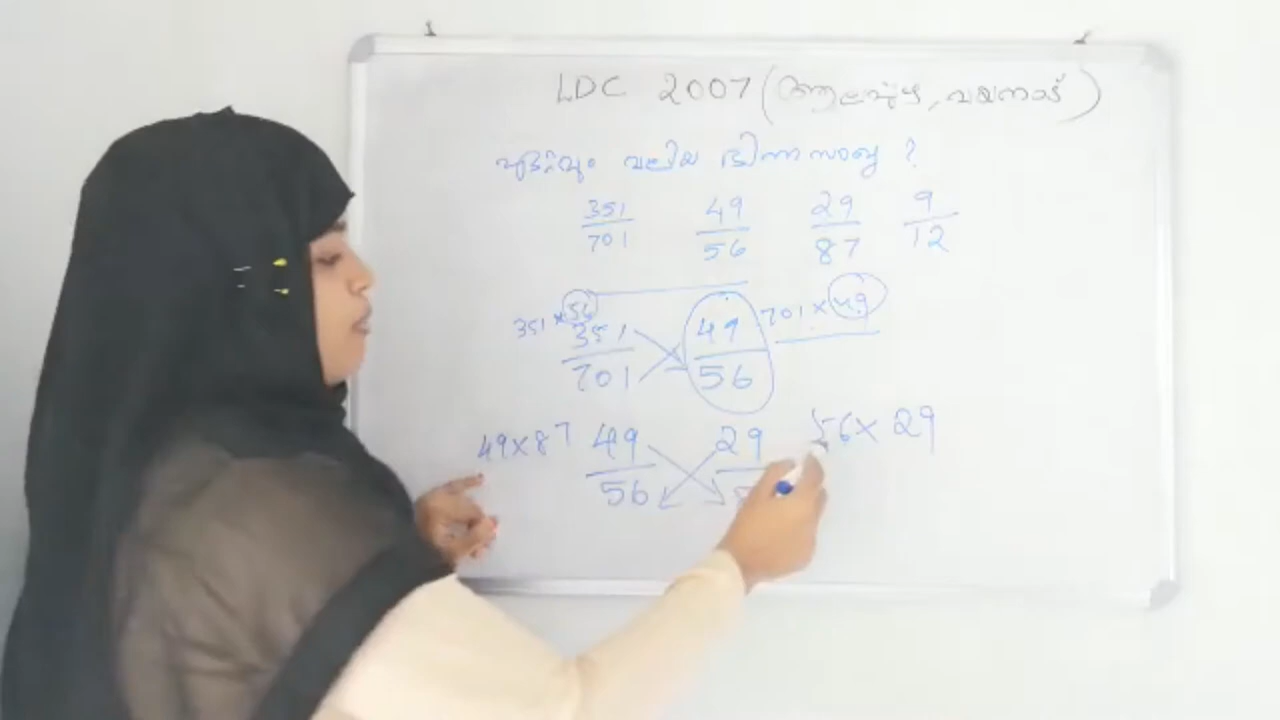 LDC 2007 (ആലപ്പുഴ, വയനാട്)
ഏറ്റവും വലിയ ഭിന്നസംഖ്യ ?
351/701 49/56 29/87 9/12
351 × 56 351/701 49/56 701 × 49
49 × 87 49/56 29 56 × 29